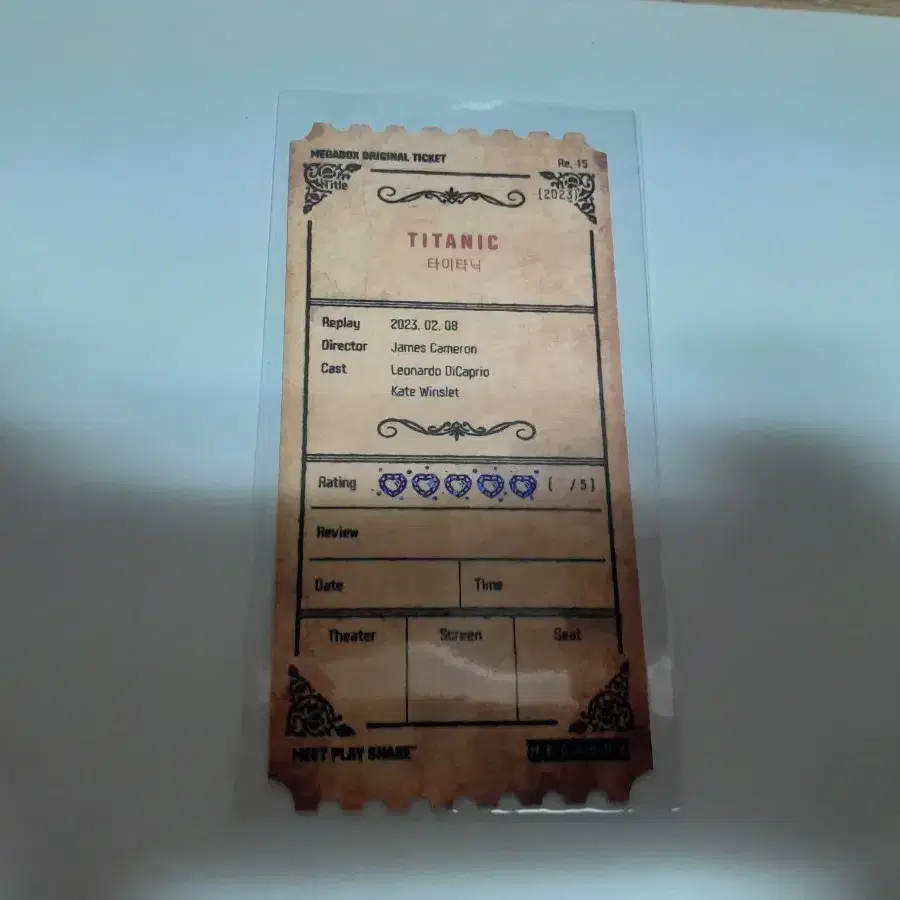 MEGABOX ORIGINAL TICKET
Re. 15
Title
(2023)
TITANIC
타이타닉
Replay 2023. 02. 08
Director James Cameron
Cast Leonardo DiCaprio
Kate Winslet
Rating ( / 5)
Review
Date Time
Theater Screen Seat
MEET PLAY SHARE
MEGABOX